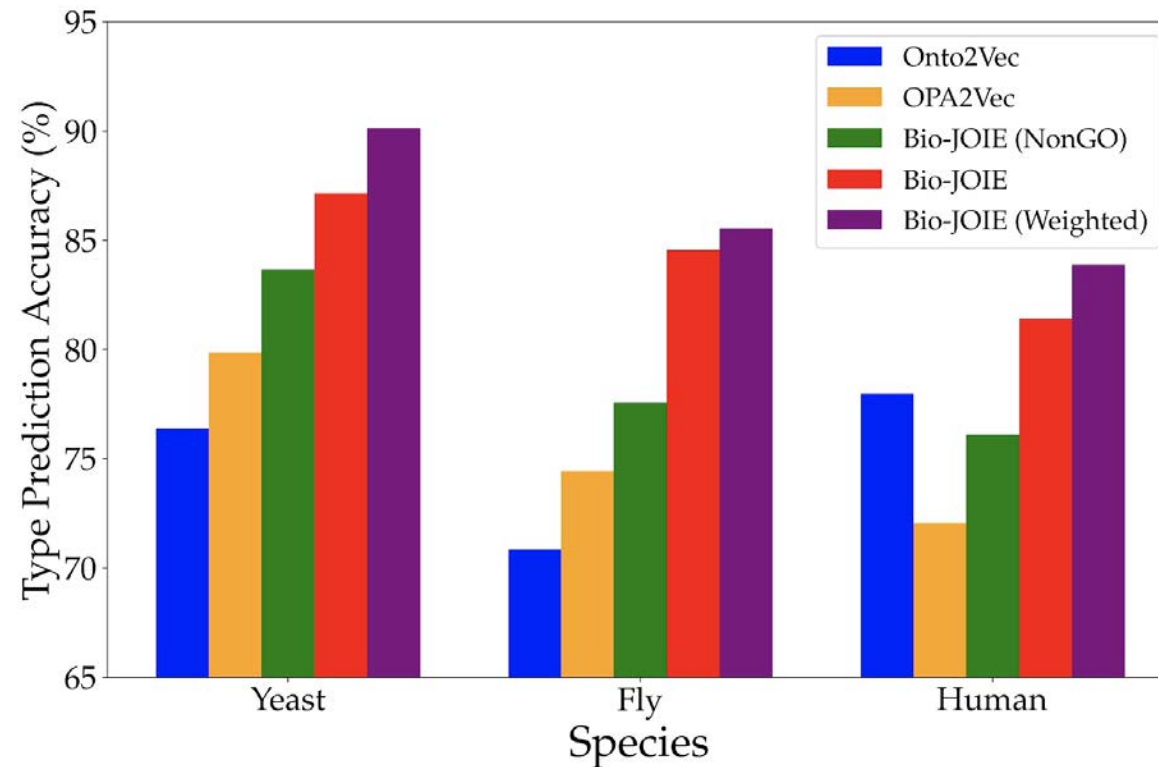 95
90
85
80
75
70
65
Type Prediction Accuracy (%)
Onto2Vec
OPA2Vec
Bio-JOIE (NonGO)
Bio-JOIE
Bio-JOIE (Weighted)
Yeast
Fly
Human
Species